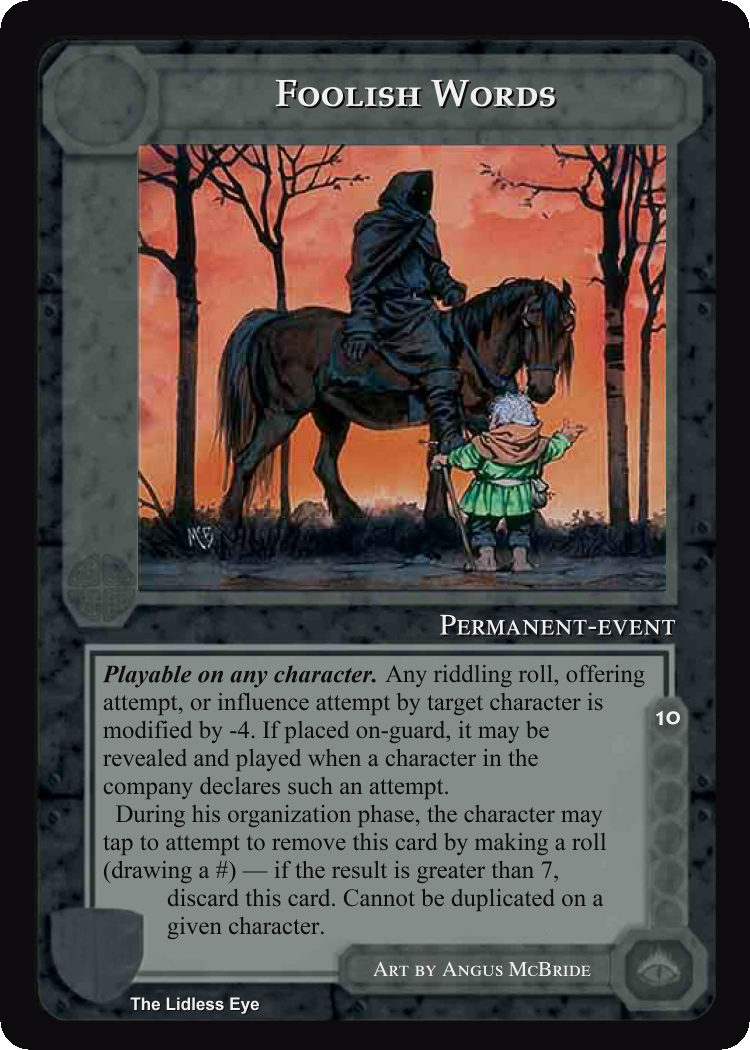 Foolish Words
McB
Permanent-event
Playable on any character. Any riddling roll, offering
attempt, or influence attempt by target character is
modified by -4. If placed on-guard, it may be
revealed and played when a character in the
company declares such an attempt.
During his organization phase, the character may
tap to attempt to remove this card by making a roll
(drawing a #) — if the result is greater than 7,
discard this card. Cannot be duplicated on a
given character.
10
Art by Angus McBride
The Lidless Eye